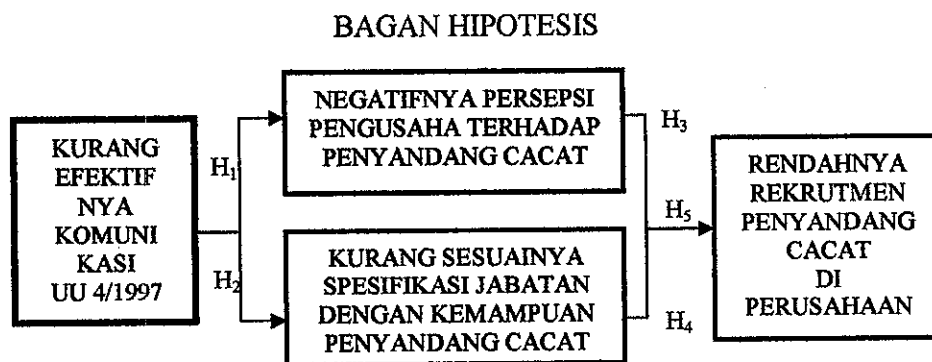 BAGAN HIPOTESIS
KURANG
EFEKTIF
NYA
KOMUNI
KASI
UU 4/1997
H1
H2
NEGATIFNYA PERSEPSI
PENGUSAHA TERHADAP
PENYANDANG CACAT
KURANG SESUAINYA
SPESIFIKASI JABATAN
DENGAN KEMAMPUAN
PENYANDANG CACAT
H3
H5
H4
RENDAHNYA
REKRUTMEN
PENYANDANG
CACAT
DI
PERUSAHAAN